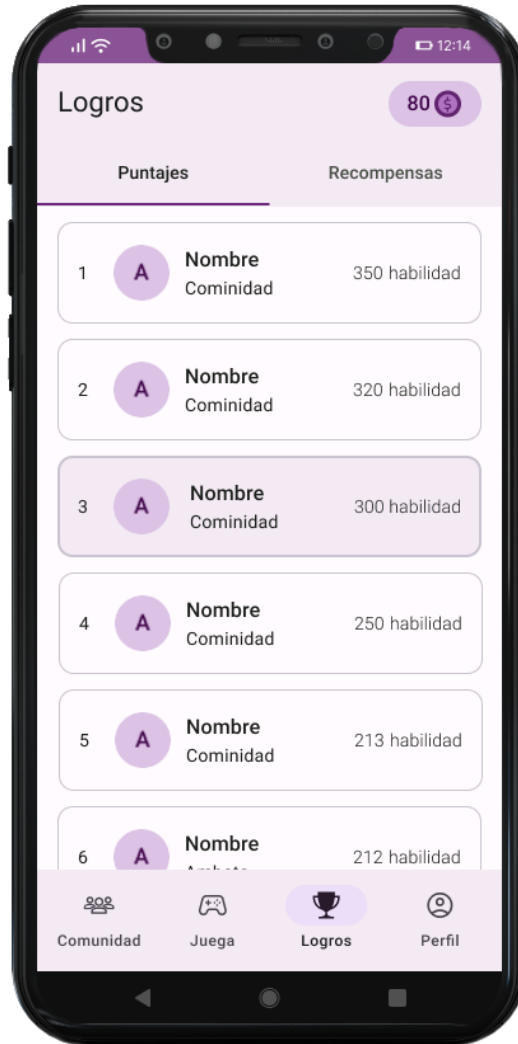 12:14
Logros
80 $
Puntajes Recompensas
1 A Nombre 350 habilidad
Cominidad
2 A Nombre 320 habilidad
Cominidad
3 A Nombre 300 habilidad
Cominidad
4 A Nombre 250 habilidad
Cominidad
5 A Nombre 213 habilidad
Cominidad
6 A Nombre 212 habilidad
Comunidad Juega Logros Perfil